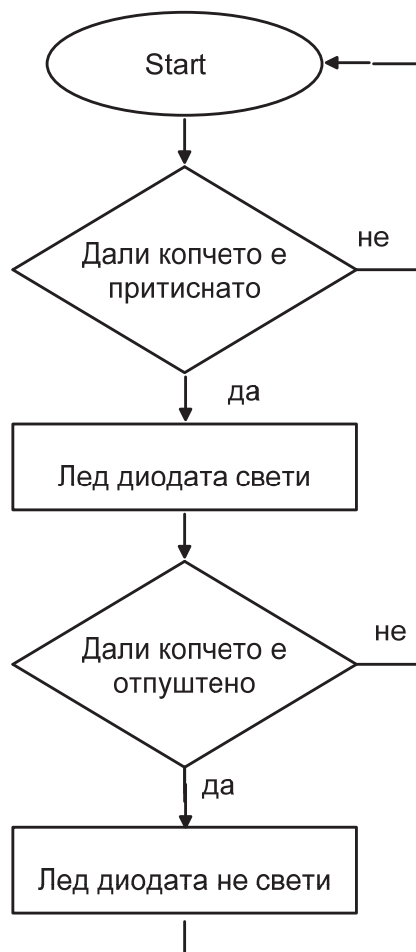 Start
Дали копчето е
притиснато
не
да
Лед диодата свети
Дали копчето е
отпуштено
не
да
Лед диодата не свети